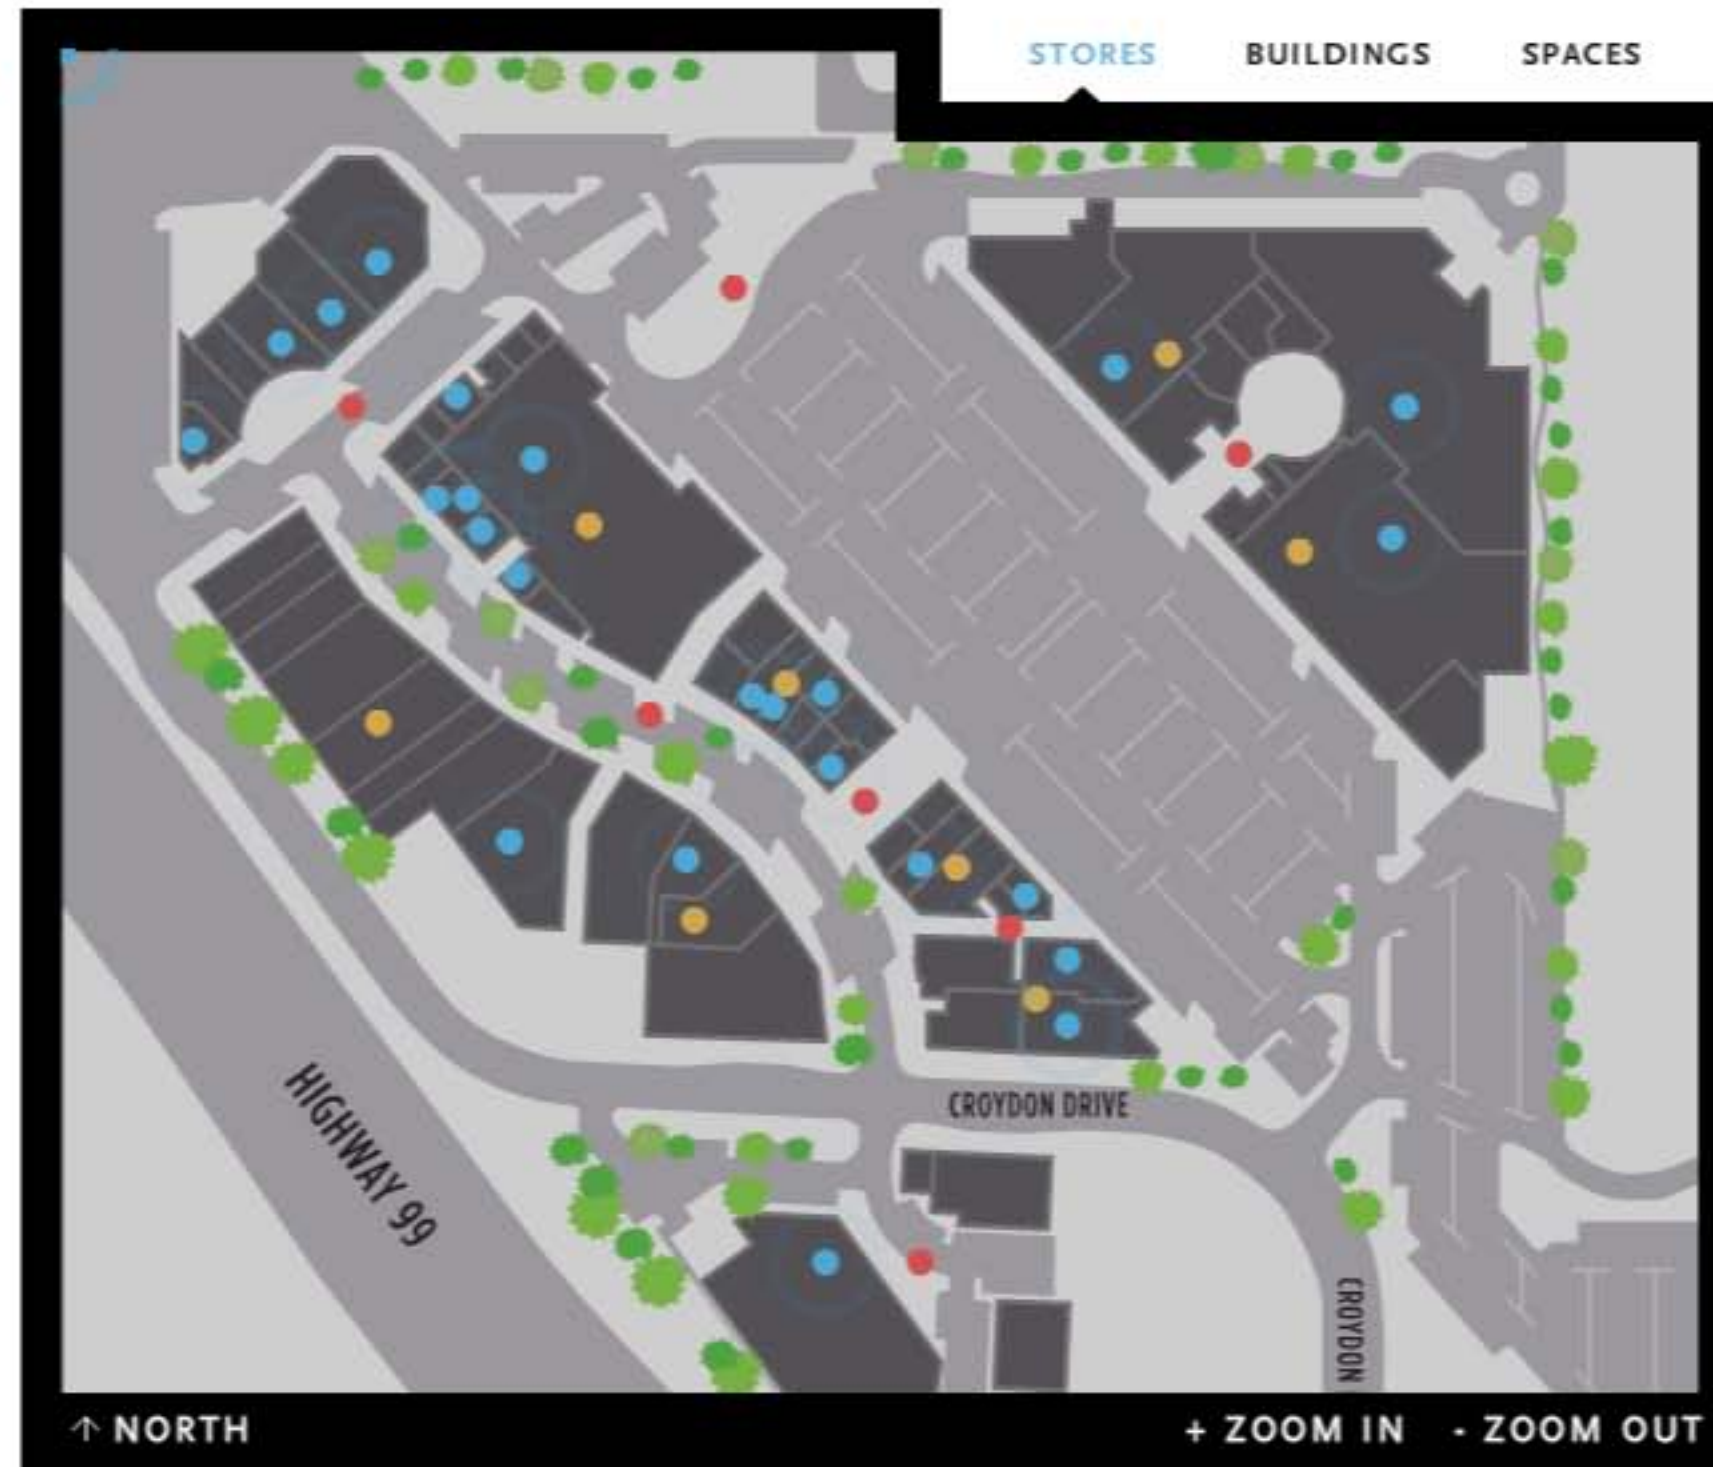 STORES BUILDINGS SPACES
HIGHWAY 99
CROYDON DRIVE
CROYDON
↑ NORTH
+ ZOOM IN - ZOOM OUT